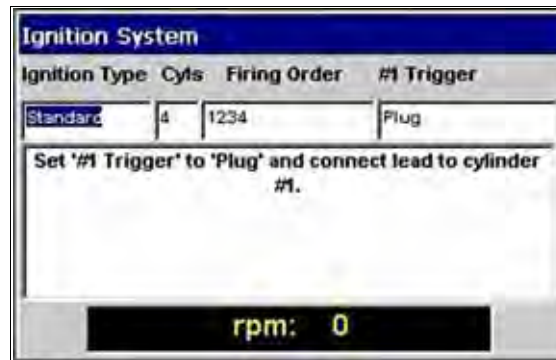 Ignition System
Ignition Type Cyls Firing Order #1 Trigger
Standard 4 1234 Plug
Set '#1 Trigger' to 'Plug' and connect lead to cylinder
#1.
rpm: 0